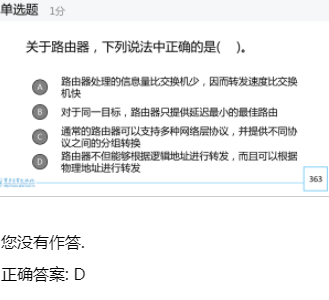 单选题 1分
关于路由器，下列说法中正确的是(　)。
A 路由器处理的信息量比交换机少，因而转发速度比交换
机快
B 对于同一目标，路由器只提供延迟最小的最佳路由
C 通常的路由器可以支持多种网络层协议，并提供不同协
议之间的分组转换
D 路由器不但能够根据逻辑地址进行转发，而且可以根据
物理地址进行转发
363
您没有作答.
正确答案: D